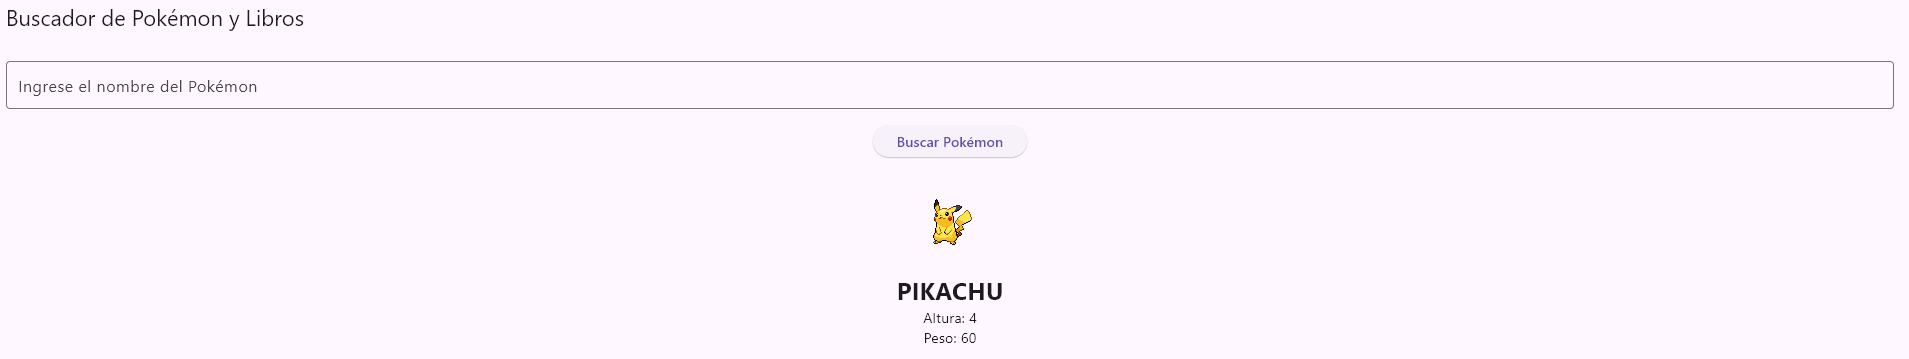 Buscador de Pokémon y Libros
Ingrese el nombre del Pokémon
Buscar Pokémon
PIKACHU
Altura: 4
Peso: 60